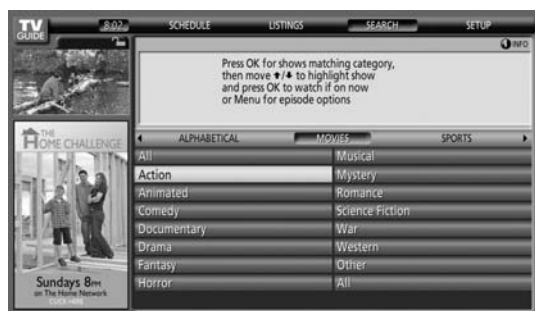 TV
GUIDE
8:02
SCHEDULE
LISTINGS
SEARCH
SETUP
INFO
Press OK for shows matching category,
then move ↑/↓ to highlight show
and press OK to watch if on now
or Menu for episode options
ALPHABETICAL
MOVIES
SPORTS
All
Musical
Action
Mystery
Animated
Romance
Comedy
Science Fiction
Documentary
War
Drama
Western
Fantasy
Other
Horror
All
THE
HOME CHALLENGE
Sundays 8PM
on The Home Network
CLICK HERE